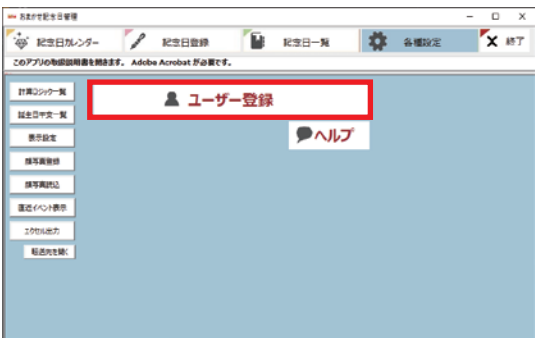 おまかせ記念日管理
記念日カレンダー
記念日登録
記念日一覧
各種設定
終了
このアプリの取扱説明書を開きます。 Adobe Acrobat が必要です。
計算ロジック一覧
誕生日干支一覧
表示設定
顔写真登録
顔写真読込
直近イベント表示
エクセル出力
転送先を開く
ユーザー登録
ヘルプ